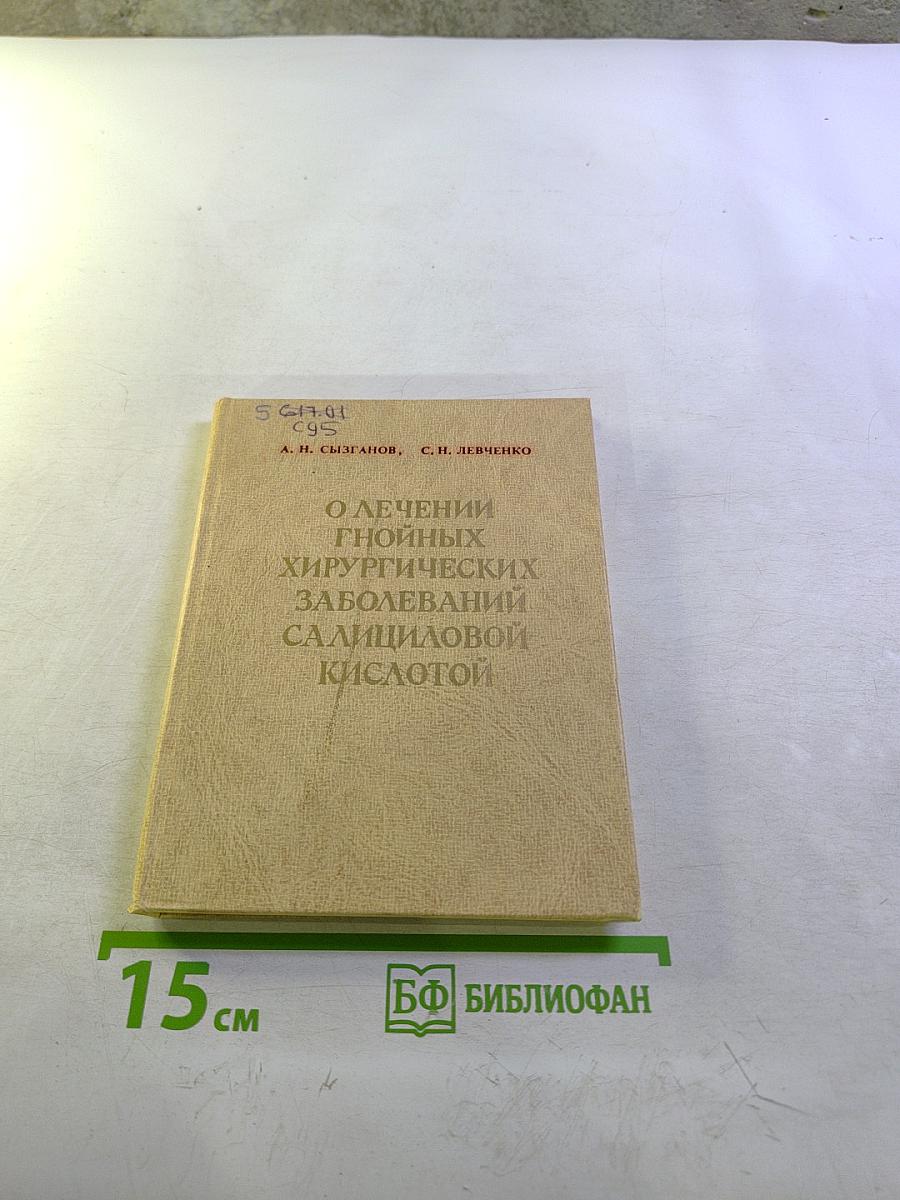 5 617.01
С95
А. Н. СЫЗГАНОВ, С. Н. ЛЕВЧЕНКО
О ЛЕЧЕНИИ
ГНОЙНЫХ
ХИРУРГИЧЕСКИХ
ЗАБОЛЕВАНИЙ
САЛИЦИЛОВОЙ
КИСЛОТОЙ
15 см
БФ БИБЛИОФАН